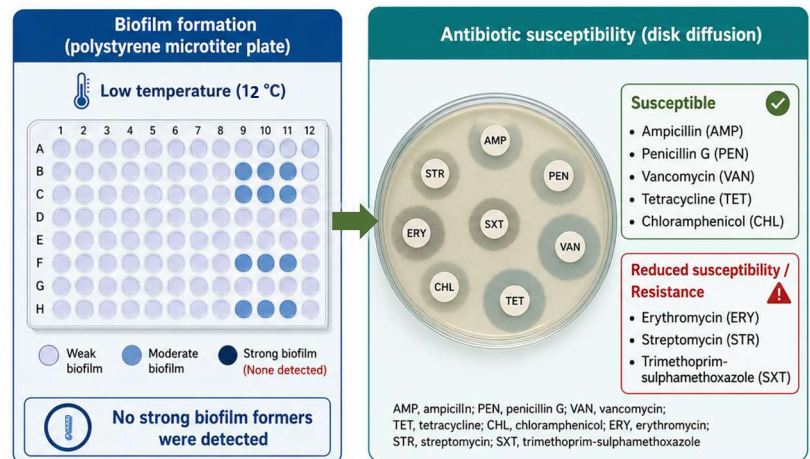 Biofilm formation
(polystyrene microtiter plate)
Low temperature (12 °C)
1 2 3 4 5 6 7 8 9 10 11 12
A
B
C
D
E
F
G
H
Weak
biofilm
Moderate
biofilm
Strong biofilm
(None detected)
No strong biofilm formers
were detected
Antibiotic susceptibility (disk diffusion)
AMP
STR
PEN
ERY
SXT
VAN
CHL
TET
Susceptible
• Ampicillin (AMP)
• Penicillin G (PEN)
• Vancomycin (VAN)
• Tetracycline (TET)
• Chloramphenicol (CHL)
Reduced susceptibility /
Resistance
• Erythromycin (ERY)
• Streptomycin (STR)
• Trimethoprim-
sulphamethoxazole (SXT)
AMP, ampicilln; PEN, penicillin G; VAN, vancomycin;
TET, tetracycline; CHL, chloramphenicol; ERY, erythromycin;
STR, streptomycin; SXT, trimethoprim-sulphamethoxazole